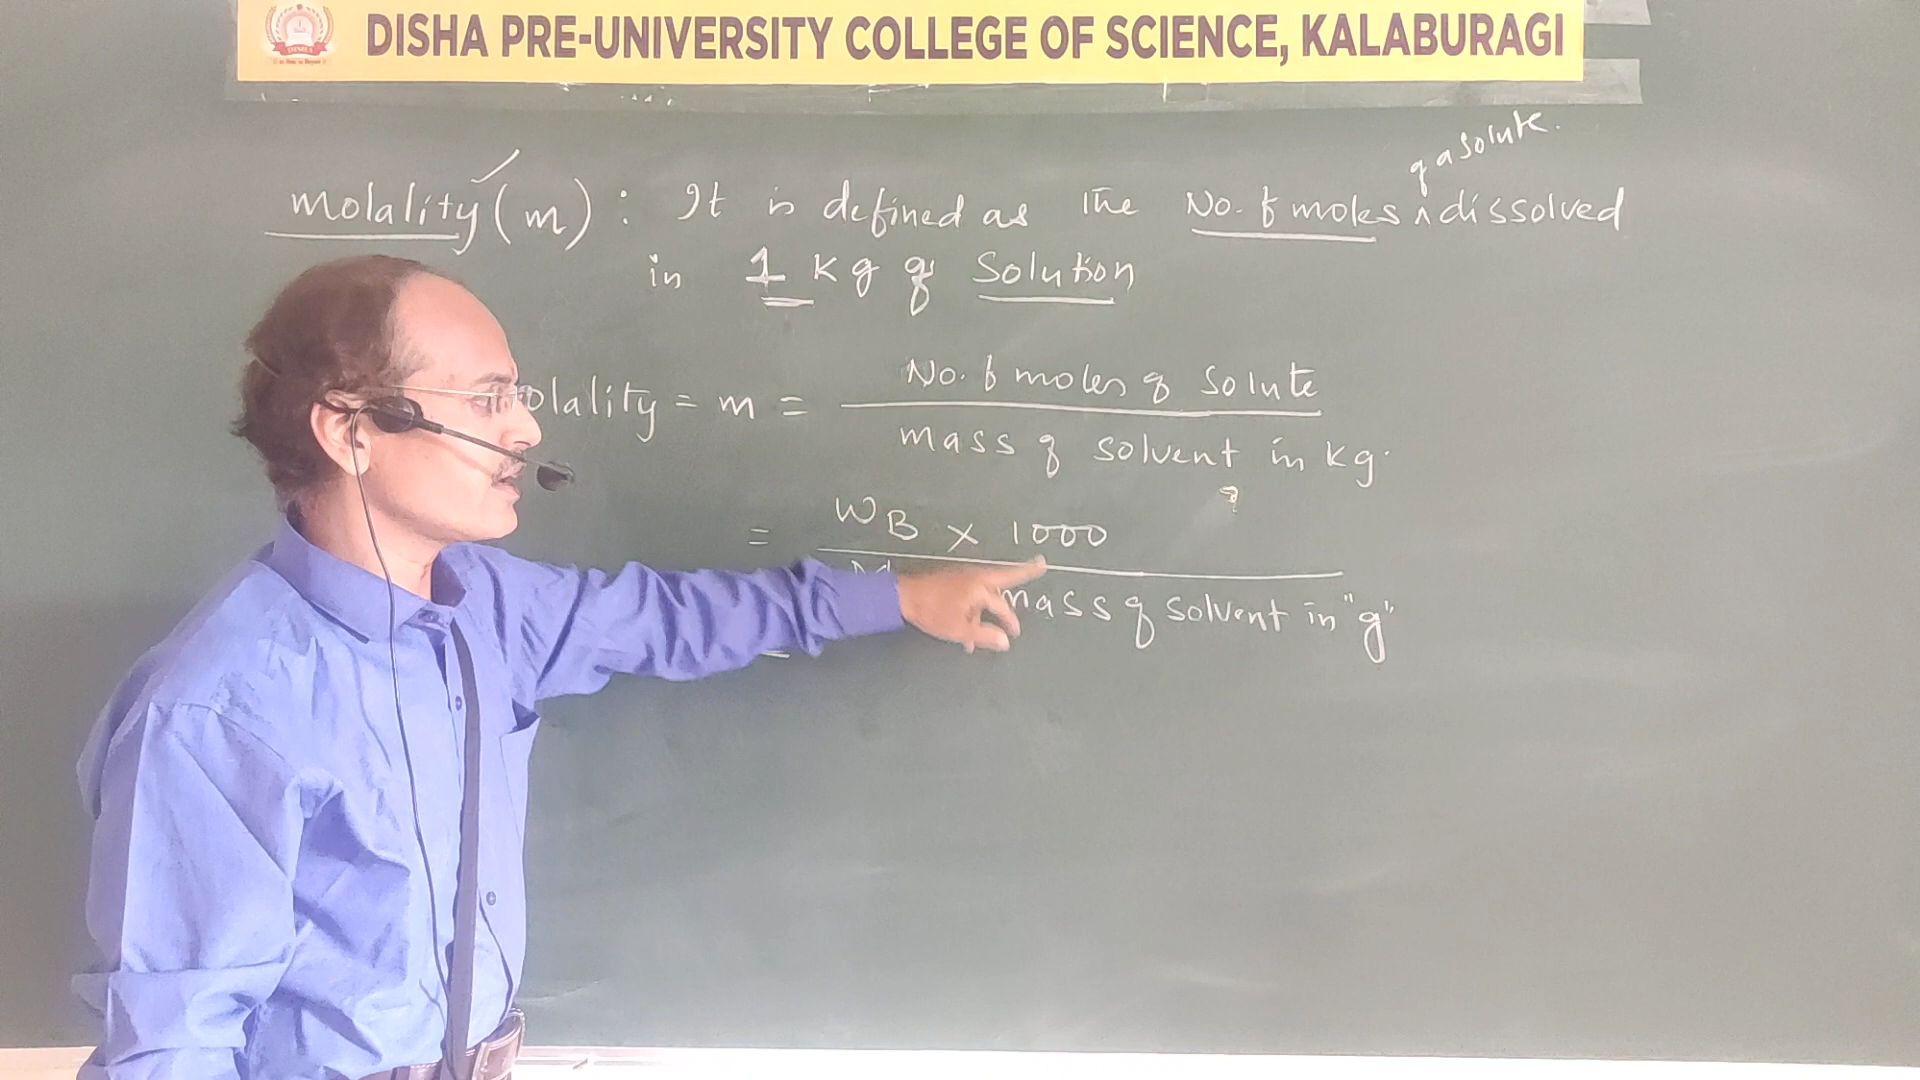 DISHA PRE-UNIVERSITY COLLEGE OF SCIENCE, KALABURAGI
of a solute.
molality (m) : It is defined as the No. of moles ^ dissolved
in 1 Kg of Solution
olality = m = No. of moles of solute
mass of solvent in kg.
= WB × 1000
mass of solvent in "g"
=